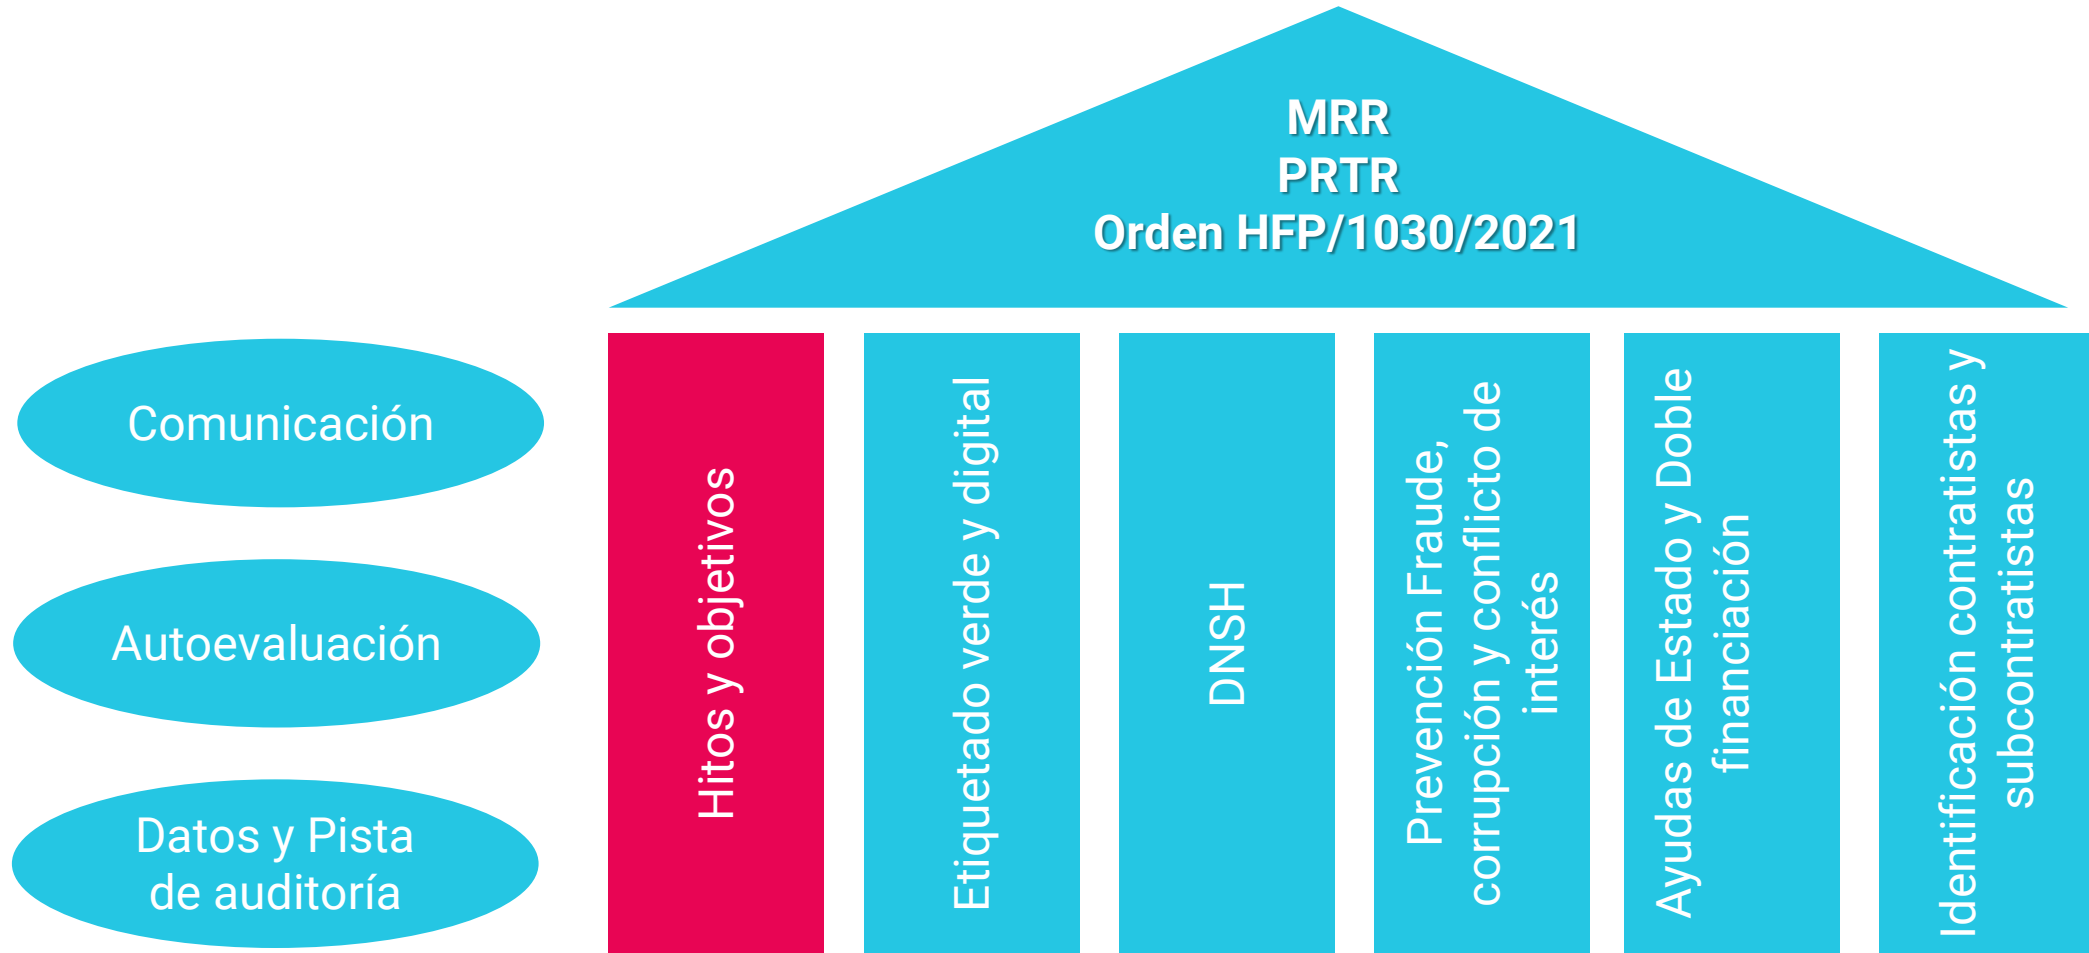 MRR
PRTR
Orden HFP/1030/2021
Comunicación
Autoevaluación
Datos y Pista
de auditoría
Hitos y objetivos
Etiquetado verde y digital
DNSH
Prevención Fraude,
corrupción y conflicto de
interés
Ayudas de Estado y Doble
financiación
Identificación contratistas y
subcontratistas